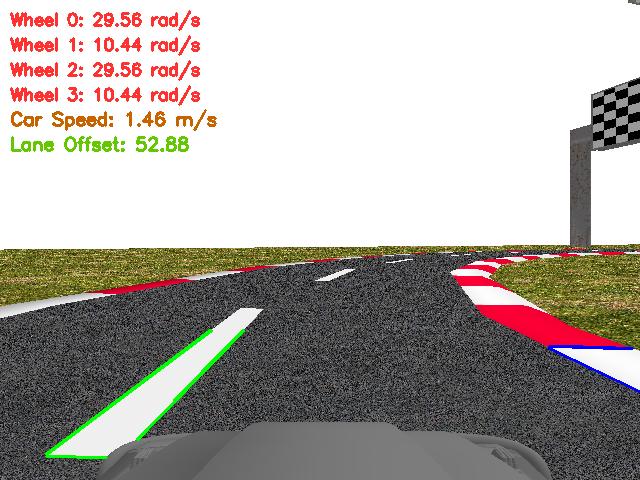 Wheel 0: 29.56 rad/s
Wheel 1: 10.44 rad/s
Wheel 2: 29.56 rad/s
Wheel 3: 10.44 rad/s
Car Speed: 1.46 m/s
Lane Offset: 52.88